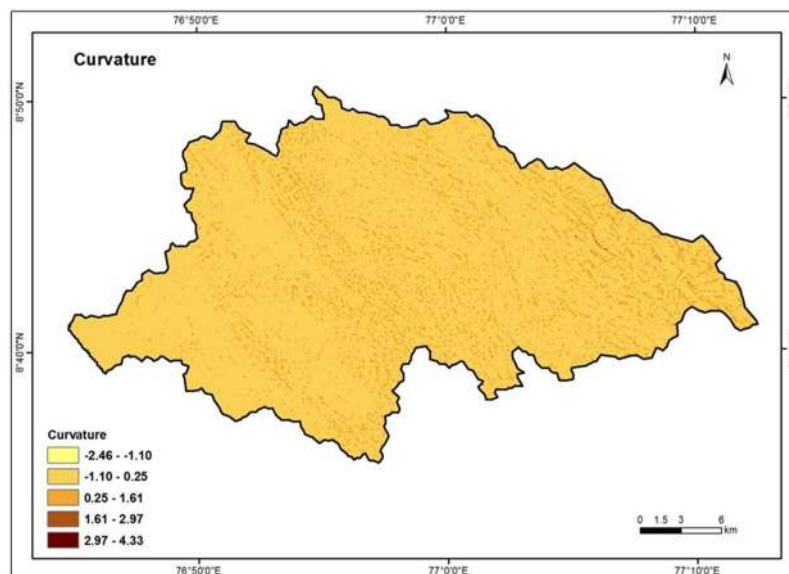 76°50'0"E 77°0'0"E 77°10'0"E
Curvature
N
8°50'N
8°40'0"N
Curvature
-2.46 - -1.10
-1.10 - 0.25
0.25 - 1.61
1.61 - 2.97
2.97 - 4.33
0 1.5 3 6
km
76°50'0"E 77°0'0"E 77°10'0"E